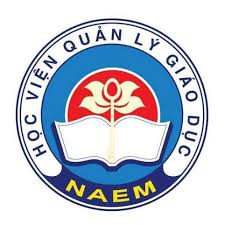 HỌC VIỆN QUẢN LÝ GIÁO DỤC
NAEM